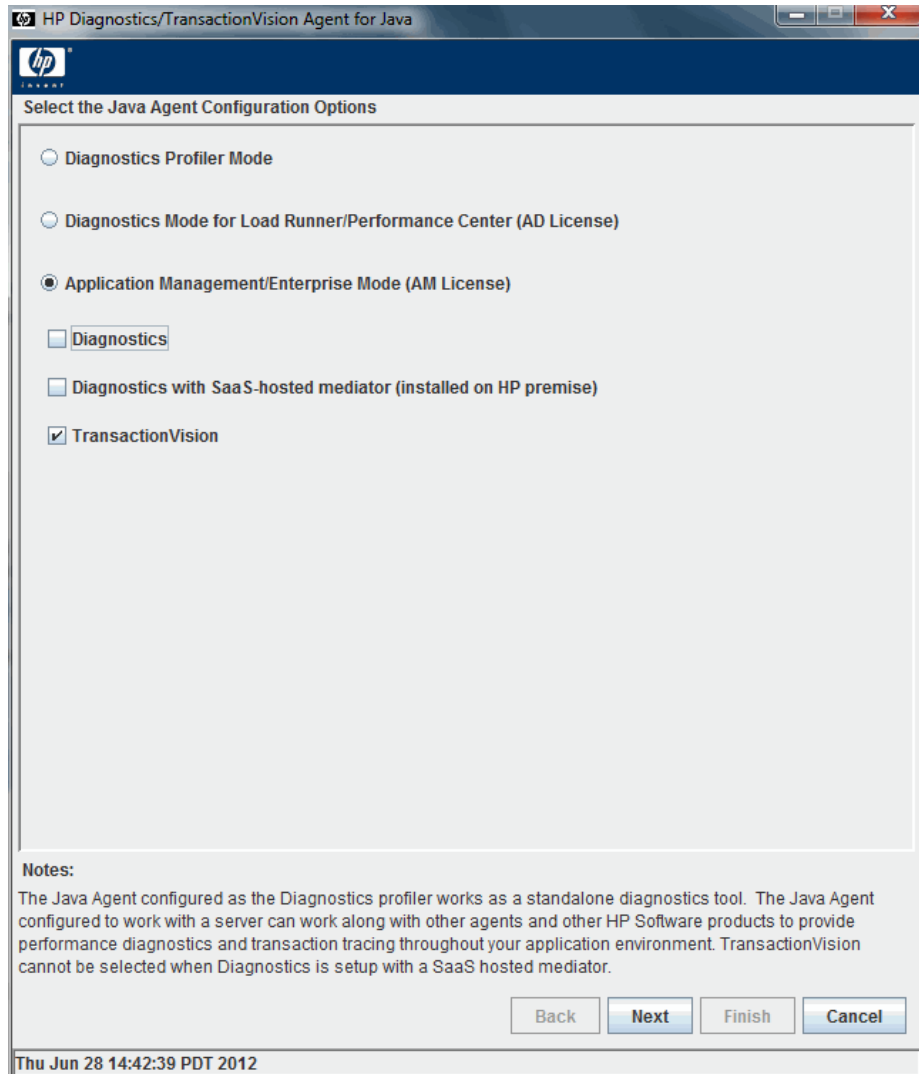 HP Diagnostics/TransactionVision Agent for Java
hp
invent
Select the Java Agent Configuration Options
Diagnostics Profiler Mode
Diagnostics Mode for Load Runner/Performance Center (AD License)
Application Management/Enterprise Mode (AM License)
Diagnostics
Diagnostics with SaaS-hosted mediator (installed on HP premise)
TransactionVision
Notes:
The Java Agent configured as the Diagnostics profiler works as a standalone diagnostics tool. The Java Agent
configured to work with a server can work along with other agents and other HP Software products to provide
performance diagnostics and transaction tracing throughout your application environment. TransactionVision
cannot be selected when Diagnostics is setup with a SaaS hosted mediator.
Back Next Finish Cancel
Thu Jun 28 14:42:39 PDT 2012